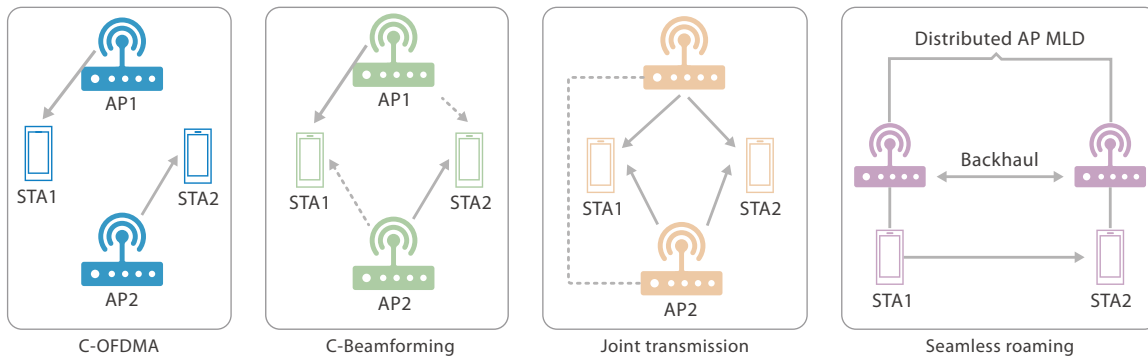 AP1
STA1
STA2
AP2
C-OFDMA
AP1
STA1
STA2
AP2
C-Beamforming
STA1
STA2
AP2
Joint transmission
Distributed AP MLD
Backhaul
STA1
STA2
Seamless roaming